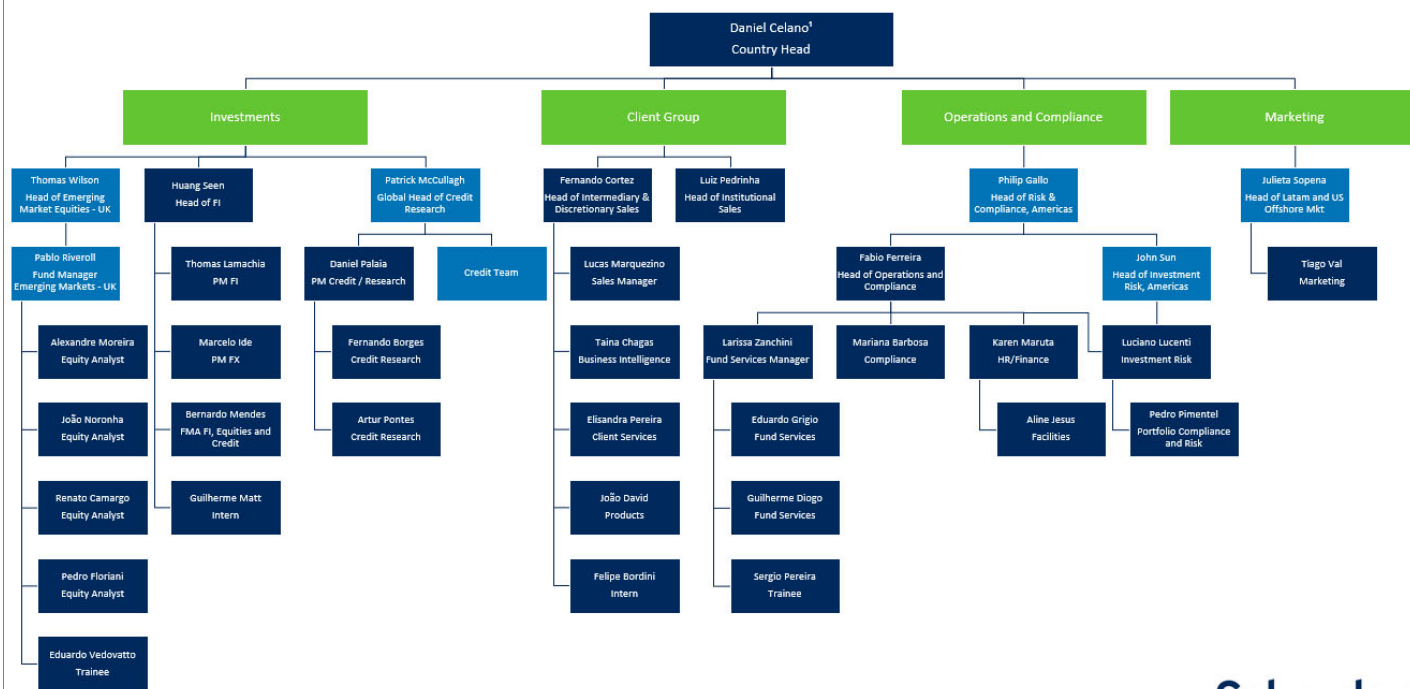 Daniel Celano¹
Country Head
Investments
Client Group
Operations and Compliance
Marketing
Thomas Wilson
Head of Emerging
Market Equities - UK
Huang Seen
Head of FI
Patrick McCullagh
Global Head of Credit
Research
Fernando Cortez
Head of Intermediary &
Discretionary Sales
Luiz Pedrinha
Head of Institutional
Sales
Philip Gallo
Head of Risk &
Compliance, Americas
Julieta Sopena
Head of Latam and US
Offshore Mkt
Pablo Riveroll
Fund Manager
Emerging Markets - UK
Thomas Lamachia
PM FI
Daniel Palaia
PM Credit / Research
Credit Team
Lucas Marquezino
Sales Manager
Fabio Ferreira
Head of Operations and
Compliance
John Sun
Head of Investment
Risk, Americas
Tiago Val
Marketing
Alexandre Moreira
Equity Analyst
Marcelo Ide
PM FX
Fernando Borges
Credit Research
Taina Chagas
Business Intelligence
Larissa Zanchini
Fund Services Manager
Mariana Barbosa
Compliance
Karen Maruta
HR/Finance
Luciano Lucenti
Investment Risk
João Noronha
Equity Analyst
Bernardo Mendes
FMA FI, Equities and
Credit
Artur Pontes
Credit Research
Elisandra Pereira
Client Services
Eduardo Grigio
Fund Services
Aline Jesus
Facilities
Pedro Pimentel
Portfolio Compliance
and Risk
Renato Camargo
Equity Analyst
Guilherme Matt
Intern
João David
Products
Guilherme Diogo
Fund Services
Pedro Floriani
Equity Analyst
Felipe Bordini
Intern
Sergio Pereira
Trainee
Eduardo Vedovatto
Trainee